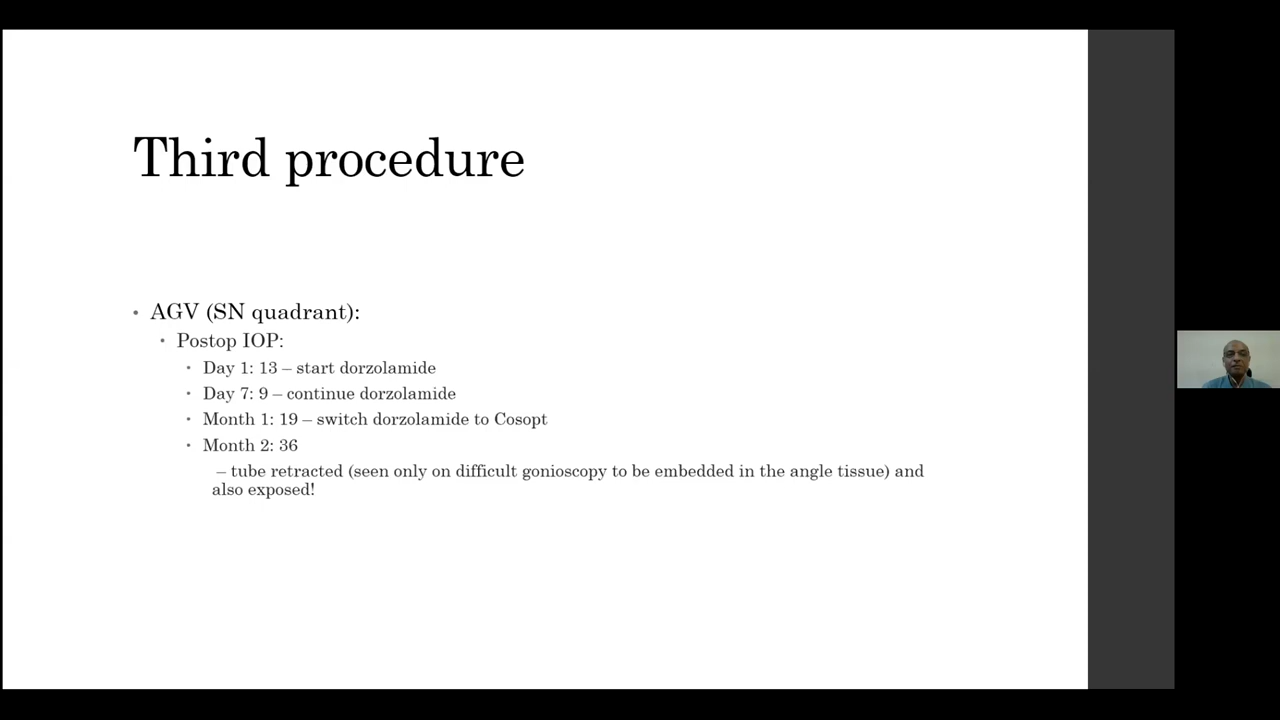 Third procedure
• AGV (SN quadrant):
• Postop IOP:
• Day 1: 13 – start dorzolamide
• Day 7: 9 – continue dorzolamide
• Month 1: 19 – switch dorzolamide to Cosopt
• Month 2: 36
– tube retracted (seen only on difficult gonioscopy to be embedded in the angle tissue) and
also exposed!